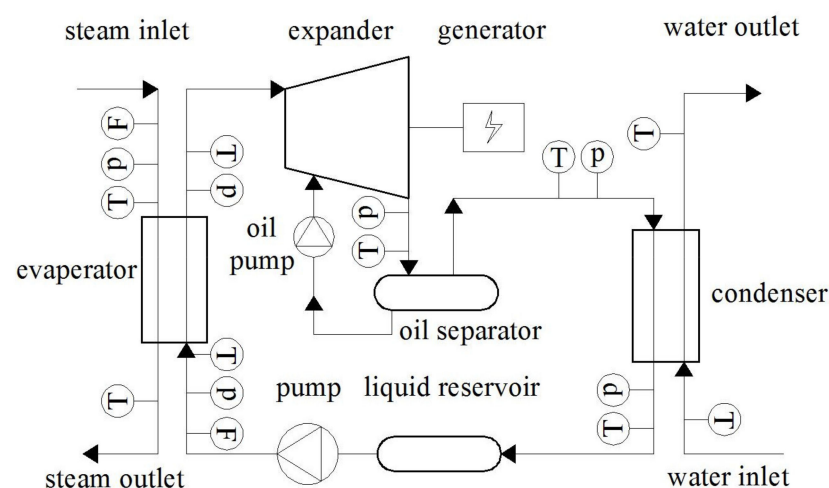 steam inlet
expander
generator
water outlet
F
p
T
T
p
T
T
p
p
T
oil
pump
evaperator
condenser
oil separator
T
p
F
T
pump
liquid reservoir
p
T
T
steam outlet
water inlet